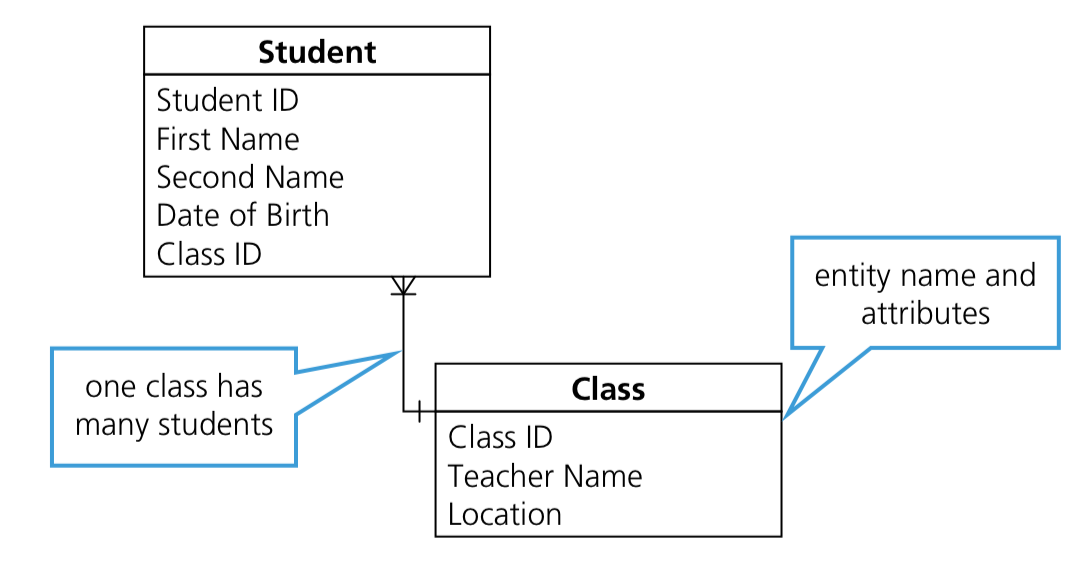 Student
Student ID
First Name
Second Name
Date of Birth
Class ID
entity name and
attributes
one class has
many students
Class
Class ID
Teacher Name
Location